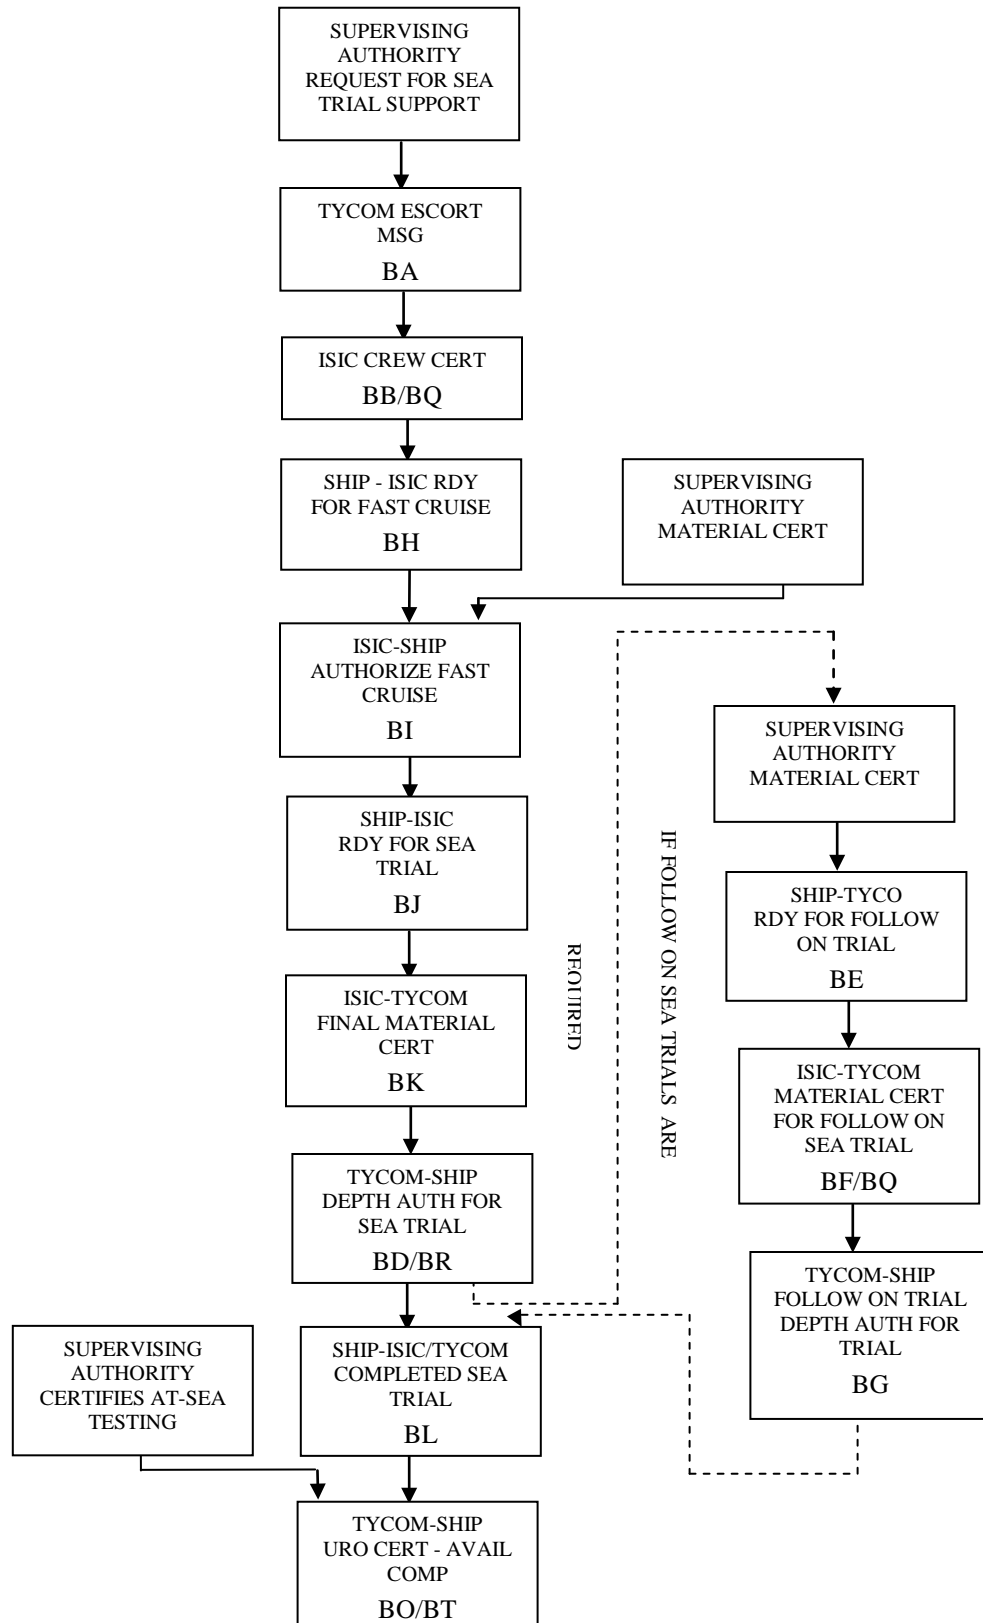 SUPERVISING
AUTHORITY
REQUEST FOR SEA
TRIAL SUPPORT
TYCOM ESCORT
MSG
BA
ISIC CREW CERT
BB/BQ
SHIP - ISIC RDY
FOR FAST CRUISE
BH
SUPERVISING
AUTHORITY
MATERIAL CERT
ISIC-SHIP
AUTHORIZE FAST
CRUISE
BI
SHIP-ISIC
RDY FOR SEA
TRIAL
BJ
ISIC-TYCOM
FINAL MATERIAL
CERT
BK
TYCOM-SHIP
DEPTH AUTH FOR
SEA TRIAL
BD/BR
IF FOLLOW ON SEA TRIALS ARE
REQUIRED
SUPERVISING
AUTHORITY
MATERIAL CERT
SHIP-TYCO
RDY FOR FOLLOW
ON TRIAL
BE
ISIC-TYCOM
MATERIAL CERT
FOR FOLLOW ON
SEA TRIAL
BF/BQ
TYCOM-SHIP
FOLLOW ON TRIAL
DEPTH AUTH FOR
TRIAL
BG
SUPERVISING
AUTHORITY
CERTIFIES AT-SEA
TESTING
SHIP-ISIC/TYCOM
COMPLETED SEA
TRIAL
BL
TYCOM-SHIP
URO CERT - AVAIL
COMP
BO/BT